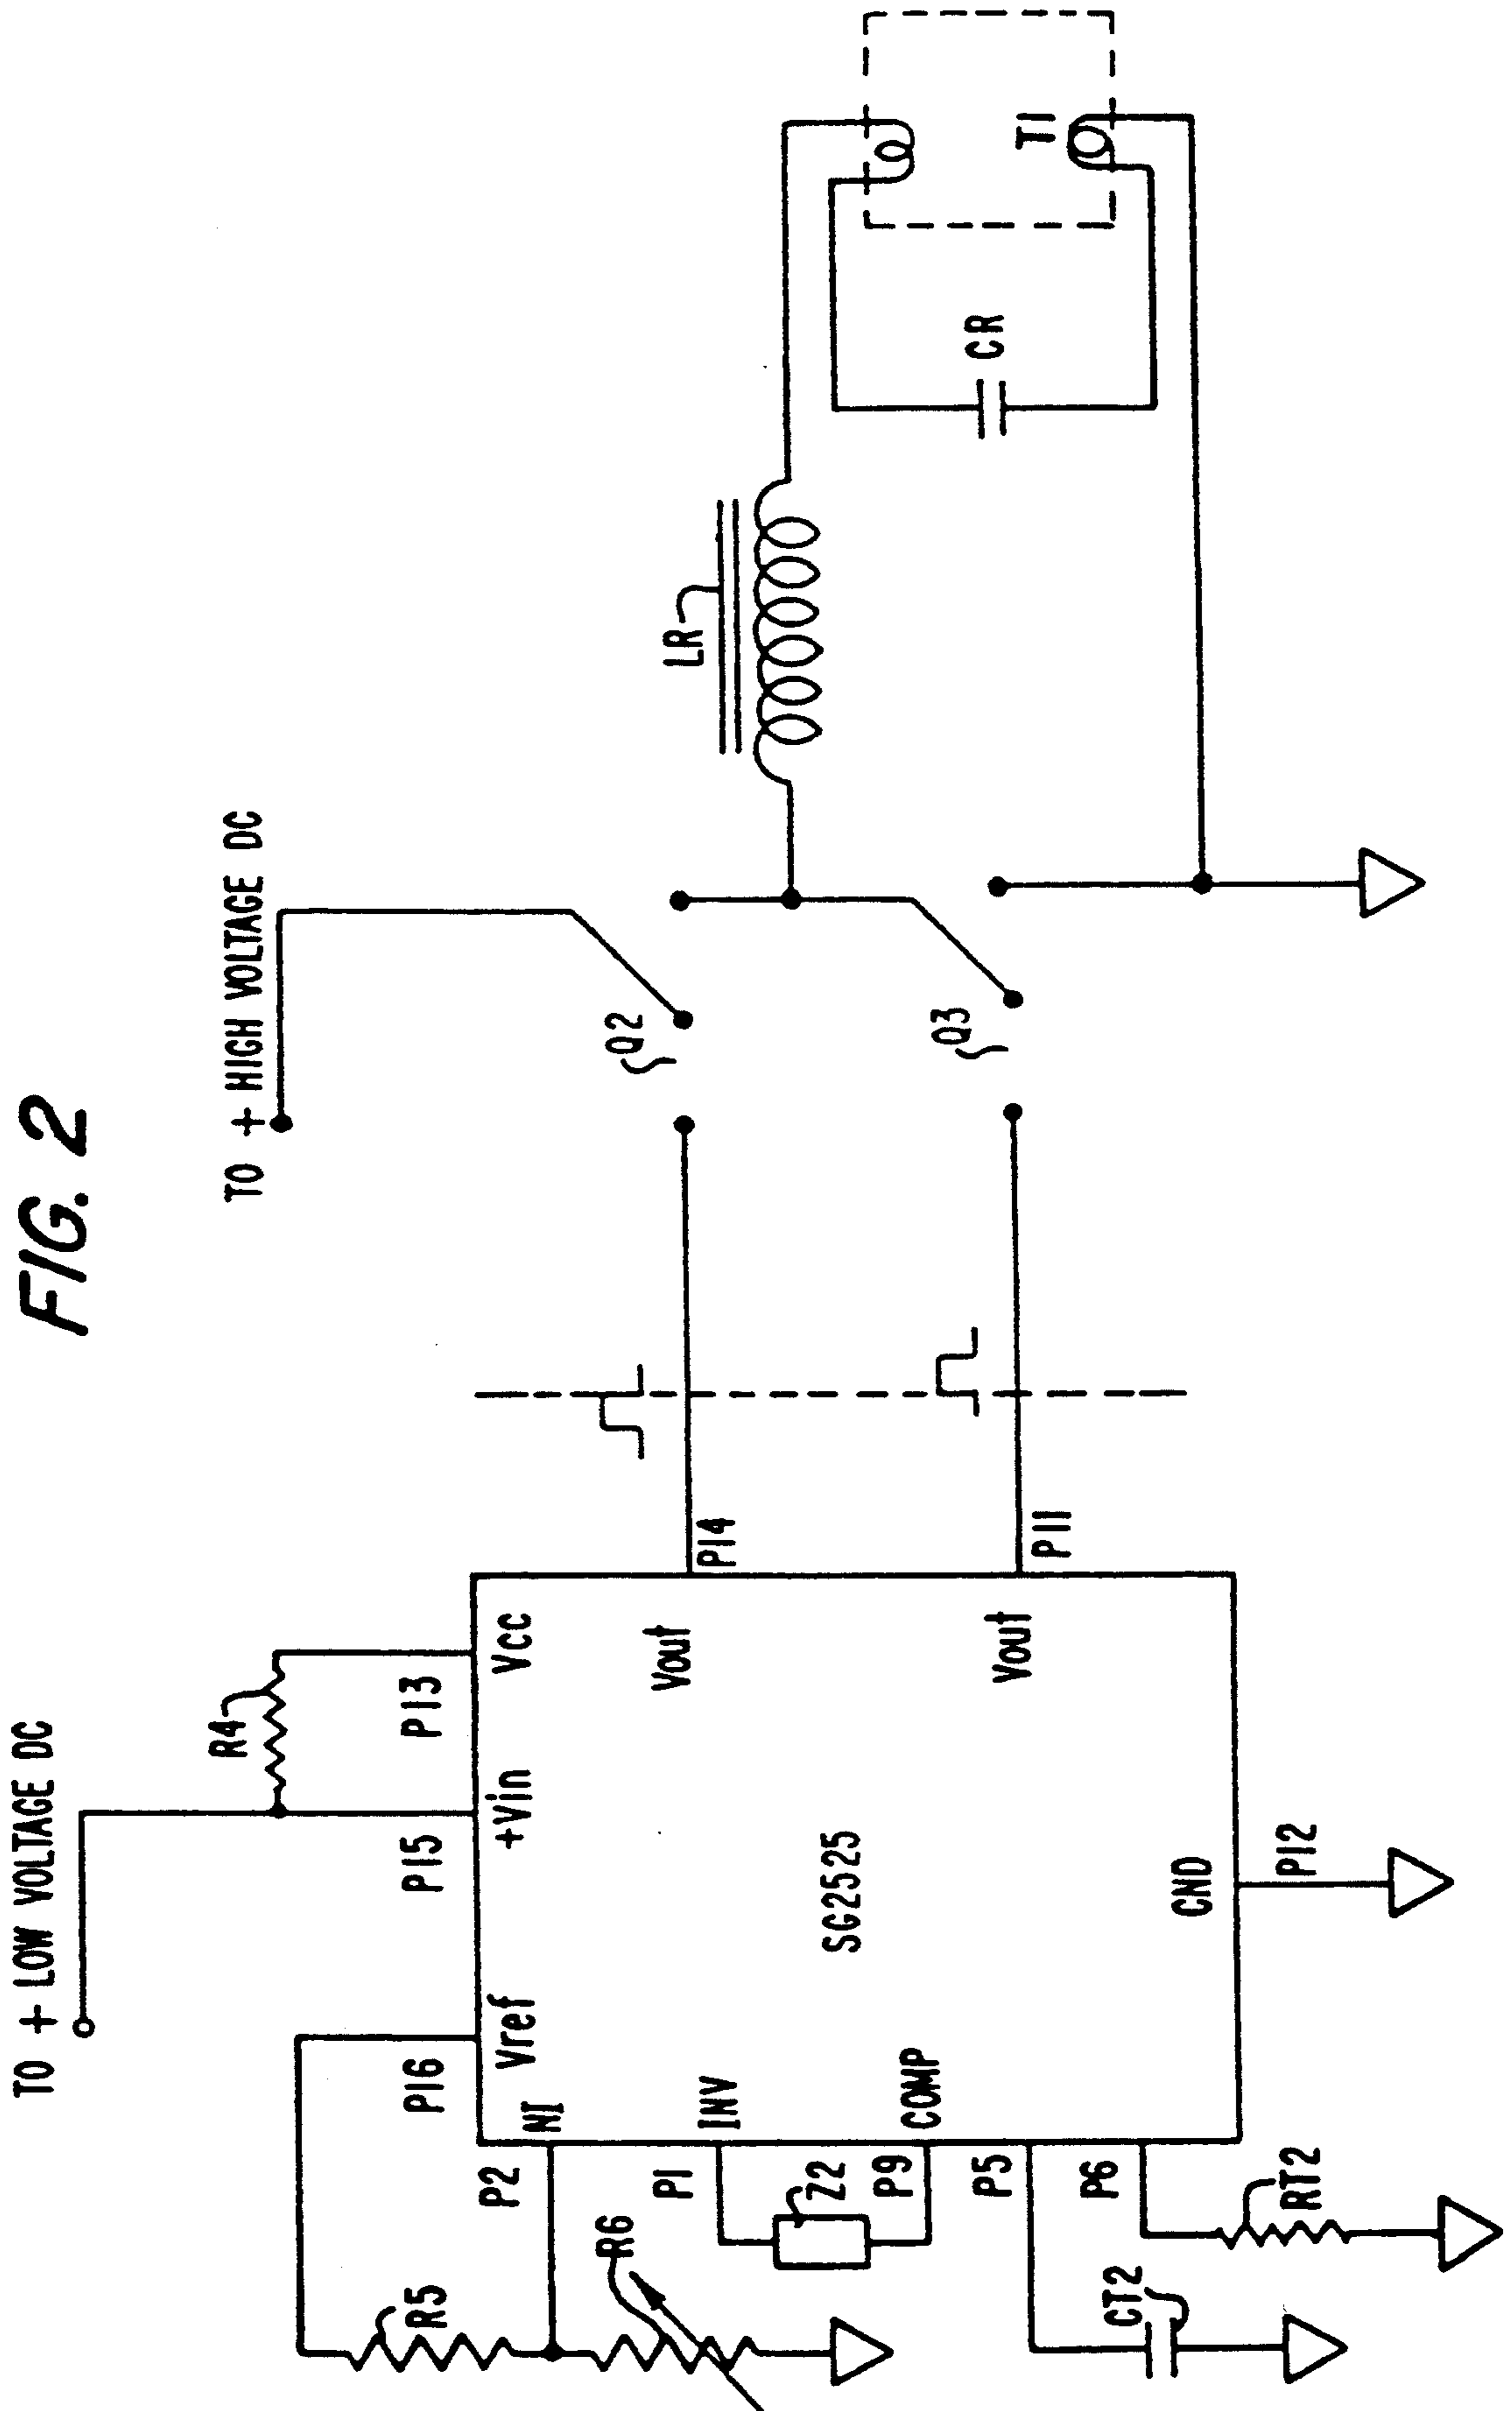 FIG. 2
TO + LOW VOLTAGE DC
TO + HIGH VOLTAGE DC
R4
P16
P15
P13
Vref
+Vin
Vcc
R5
P2
NI
R6
P1
INV
Z2
P9
COMP
P5
P6
CT2
RT2
SG2525
Vout
P14
Vout
P11
GND
P12
Q2
Q3
LR
CR
T1